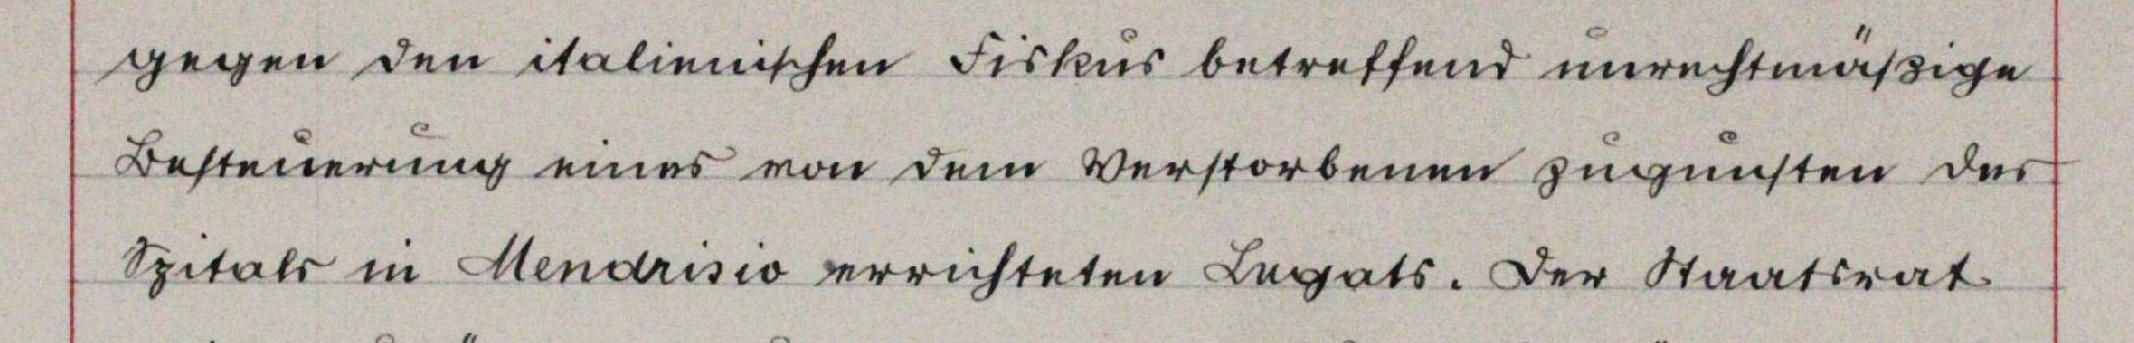 gegen den italienischen Fiskus betreffend unrechtmäßige
Besteuerung eines von dem Verstorbenen zugunsten des
Spitals in Mendrisio errichteten Legats. Der Staatsrat